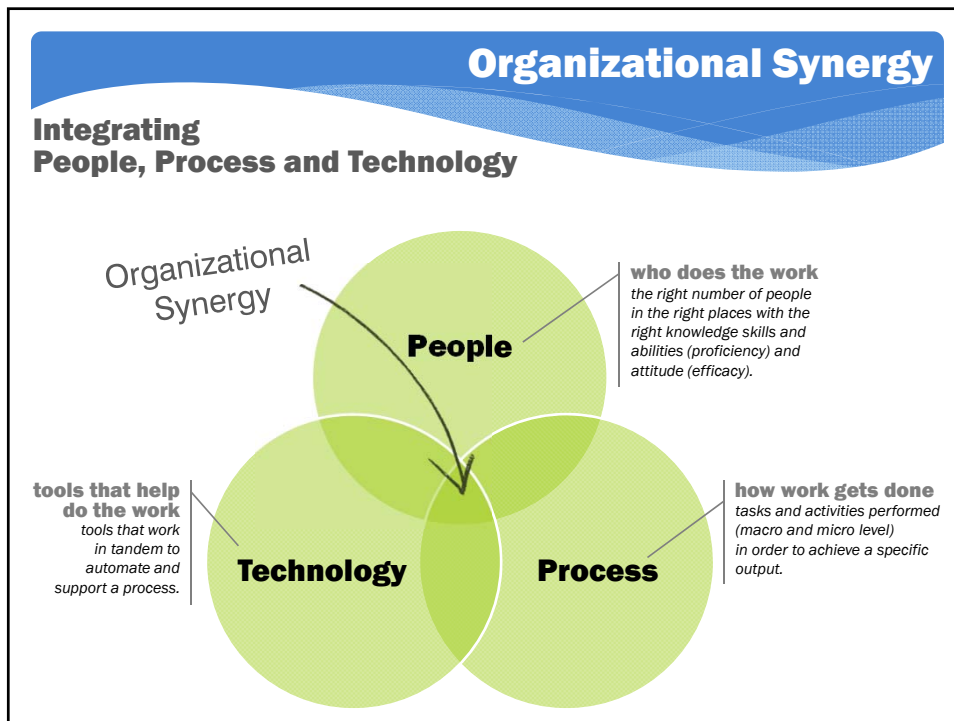 Organizational Synergy
Integrating
People, Process and Technology
Organizational
Synergy
People
who does the work
the right number of people
in the right places with the
right knowledge skills and
abilities (proficiency) and
attitude (efficacy).
tools that help
do the work
tools that work
in tandem to
automate and
support a process.
Technology
Process
how work gets done
tasks and activities performed
(macro and micro level)
in order to achieve a specific
output.